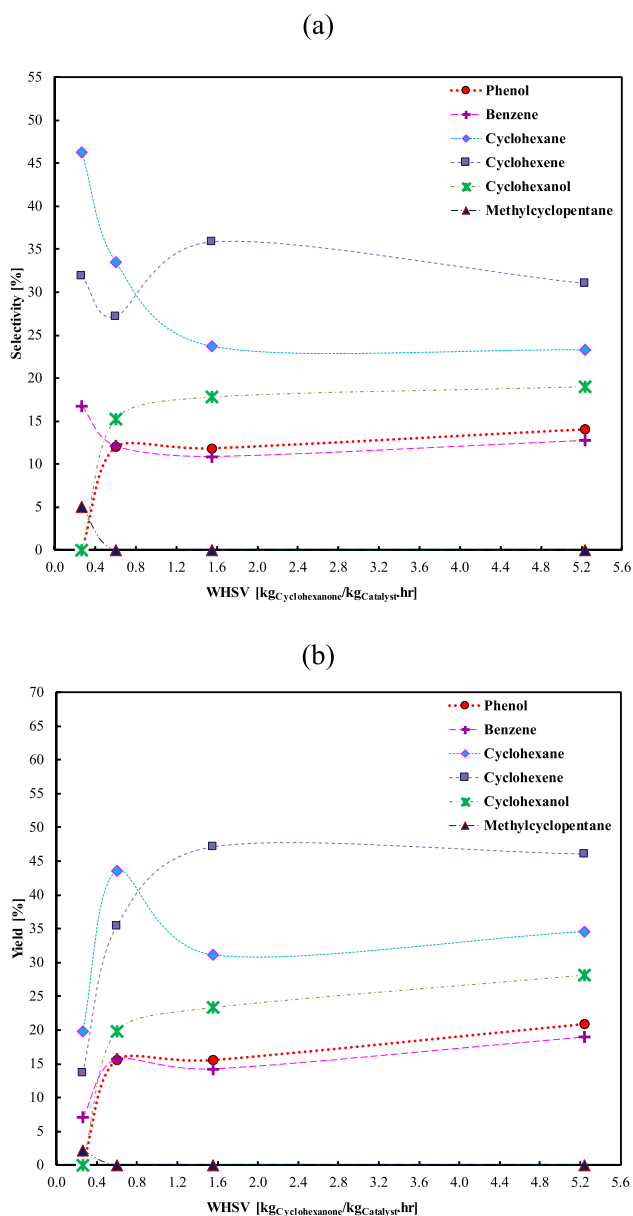 (a)
55
50
45
40
35
30
25
20
15
10
5
0
Selectivity [%]
Phenol
Benzene
Cyclohexane
Cyclohexene
Cyclohexanol
Methylcyclopentane
0.0 0.4 0.8 1.2 1.6 2.0 2.4 2.8 3.2 3.6 4.0 4.4 4.8 5.2 5.6
WHSV [kgCyclohexanone/kgCatalyst.hr]
(b)
70
65
60
55
50
45
40
35
30
25
20
15
10
5
0
Yield [%]
Phenol
Benzene
Cyclohexane
Cyclohexene
Cyclohexanol
Methylcyclopentane
0.0 0.4 0.8 1.2 1.6 2.0 2.4 2.8 3.2 3.6 4.0 4.4 4.8 5.2 5.6
WHSV [kgCyclohexanone/kgCatalyst.hr]